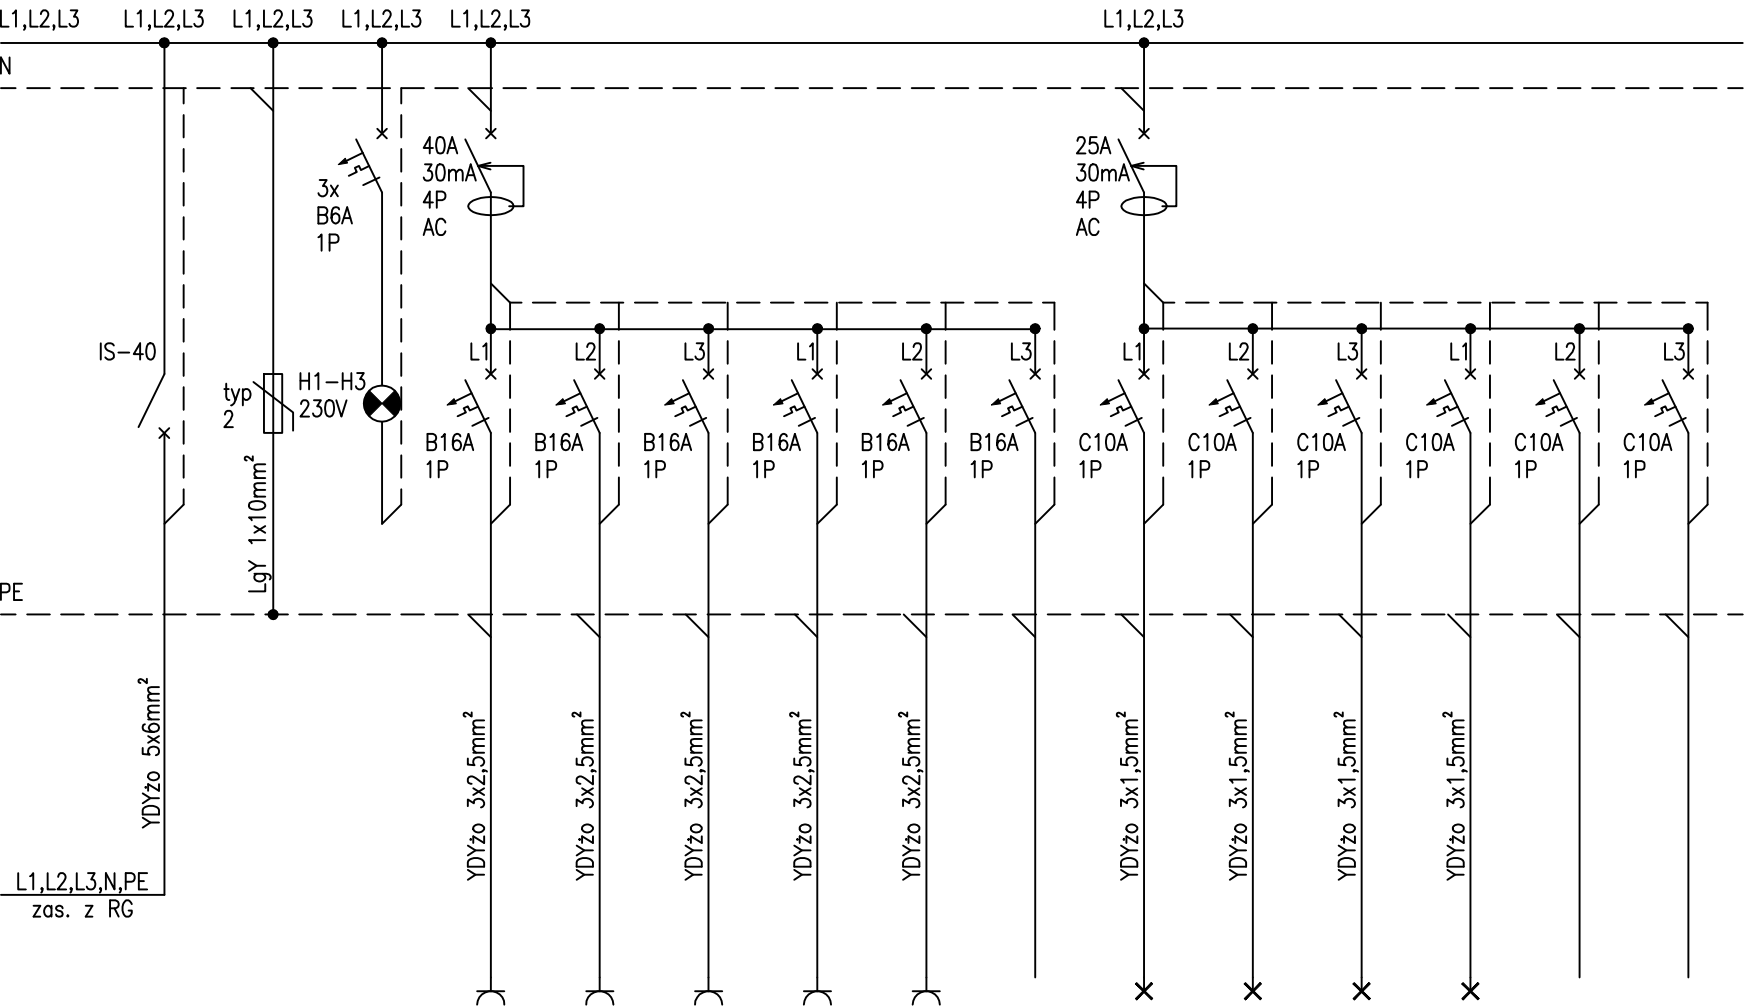 L1,L2,L3
L1,L2,L3
L1,L2,L3
L1,L2,L3
L1,L2,L3
L1,L2,L3
N
40A
30mA
4P
AC
25A
30mA
4P
AC
3x
B6A
1P
IS-40
typ
2
H1-H3
230V
L1
L2
L3
L1
L2
L3
L1
L2
L3
L1
L2
L3
B16A
1P
B16A
1P
B16A
1P
B16A
1P
B16A
1P
B16A
1P
C10A
1P
C10A
1P
C10A
1P
C10A
1P
C10A
1P
C10A
1P
LgY 1x10mm²
PE
YDYżo 5x6mm²
YDYżo 3x2,5mm²
YDYżo 3x2,5mm²
YDYżo 3x2,5mm²
YDYżo 3x2,5mm²
YDYżo 3x2,5mm²
YDYżo 3x1,5mm²
YDYżo 3x1,5mm²
YDYżo 3x1,5mm²
YDYżo 3x1,5mm²
L1,L2,L3,N,PE
zas. z RG